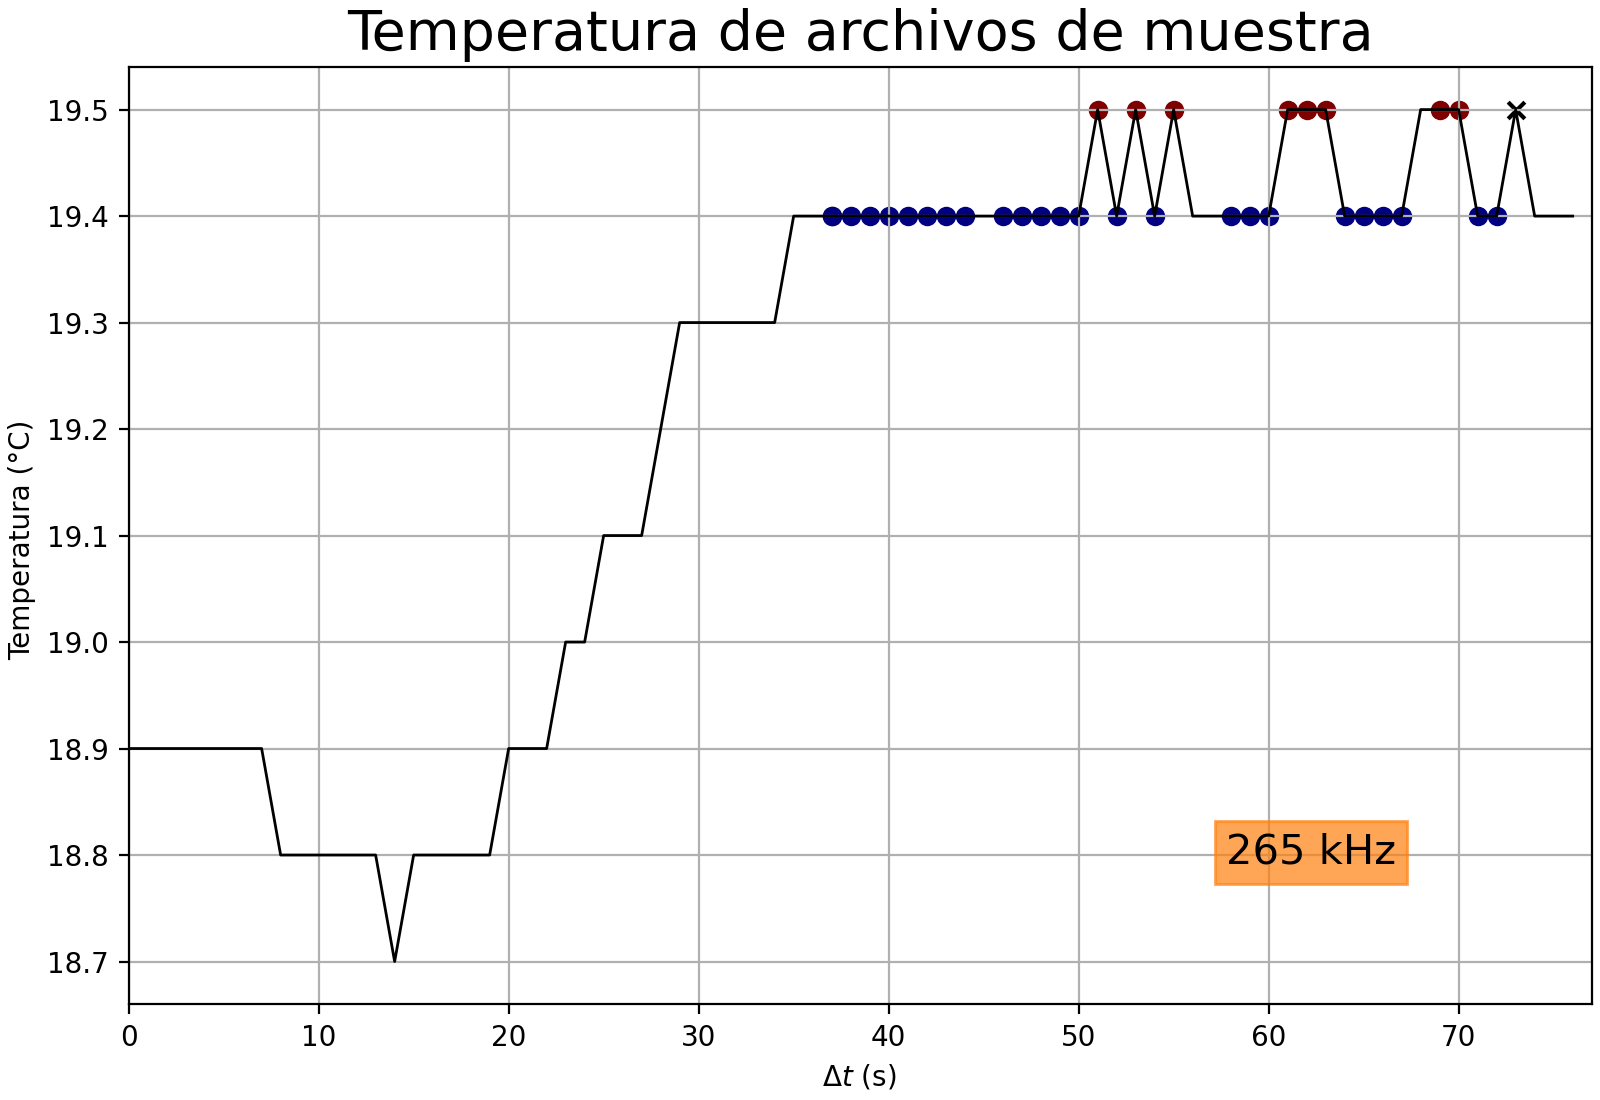 Temperatura de archivos de muestra
19.5
19.4
19.3
19.2
19.1
19.0
18.9
18.8
18.7
Temperatura (°C)
265 kHz
0 10 20 30 40 50 60 70
Δt (s)